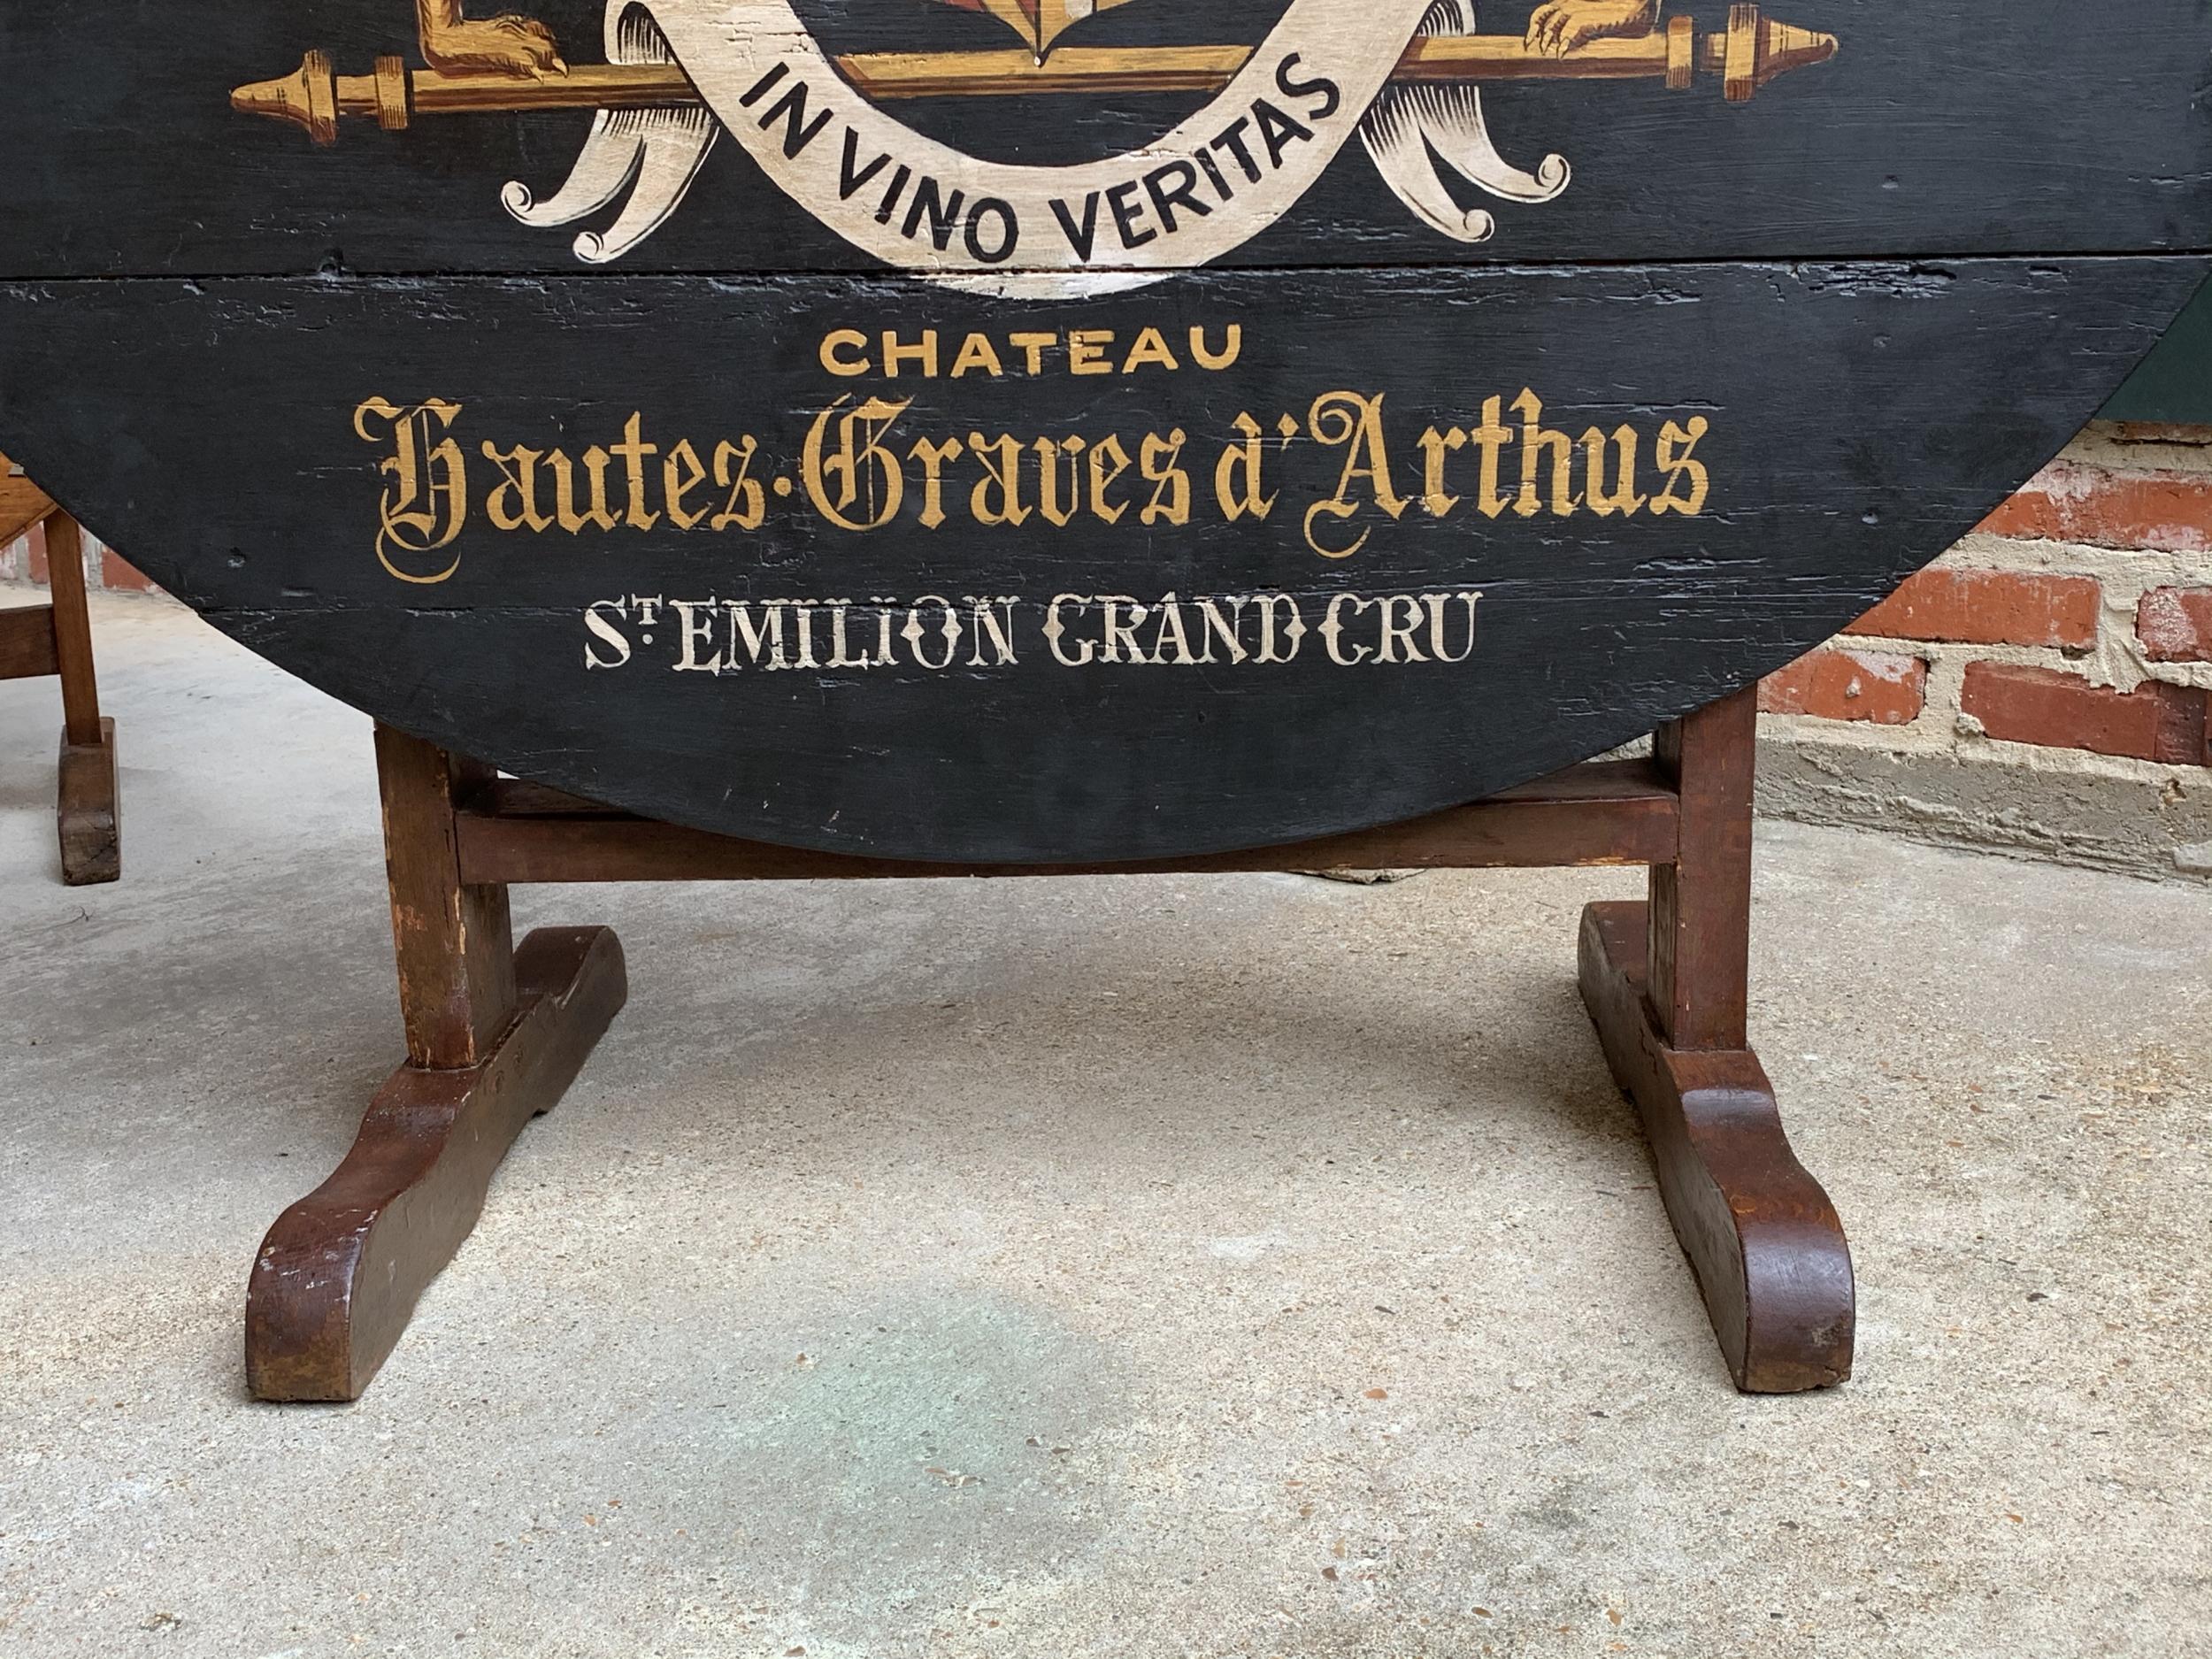 IN VINO VERITAS
CHATEAU
Hautes·Graves d'Arthus
ST. EMILION GRAND CRU